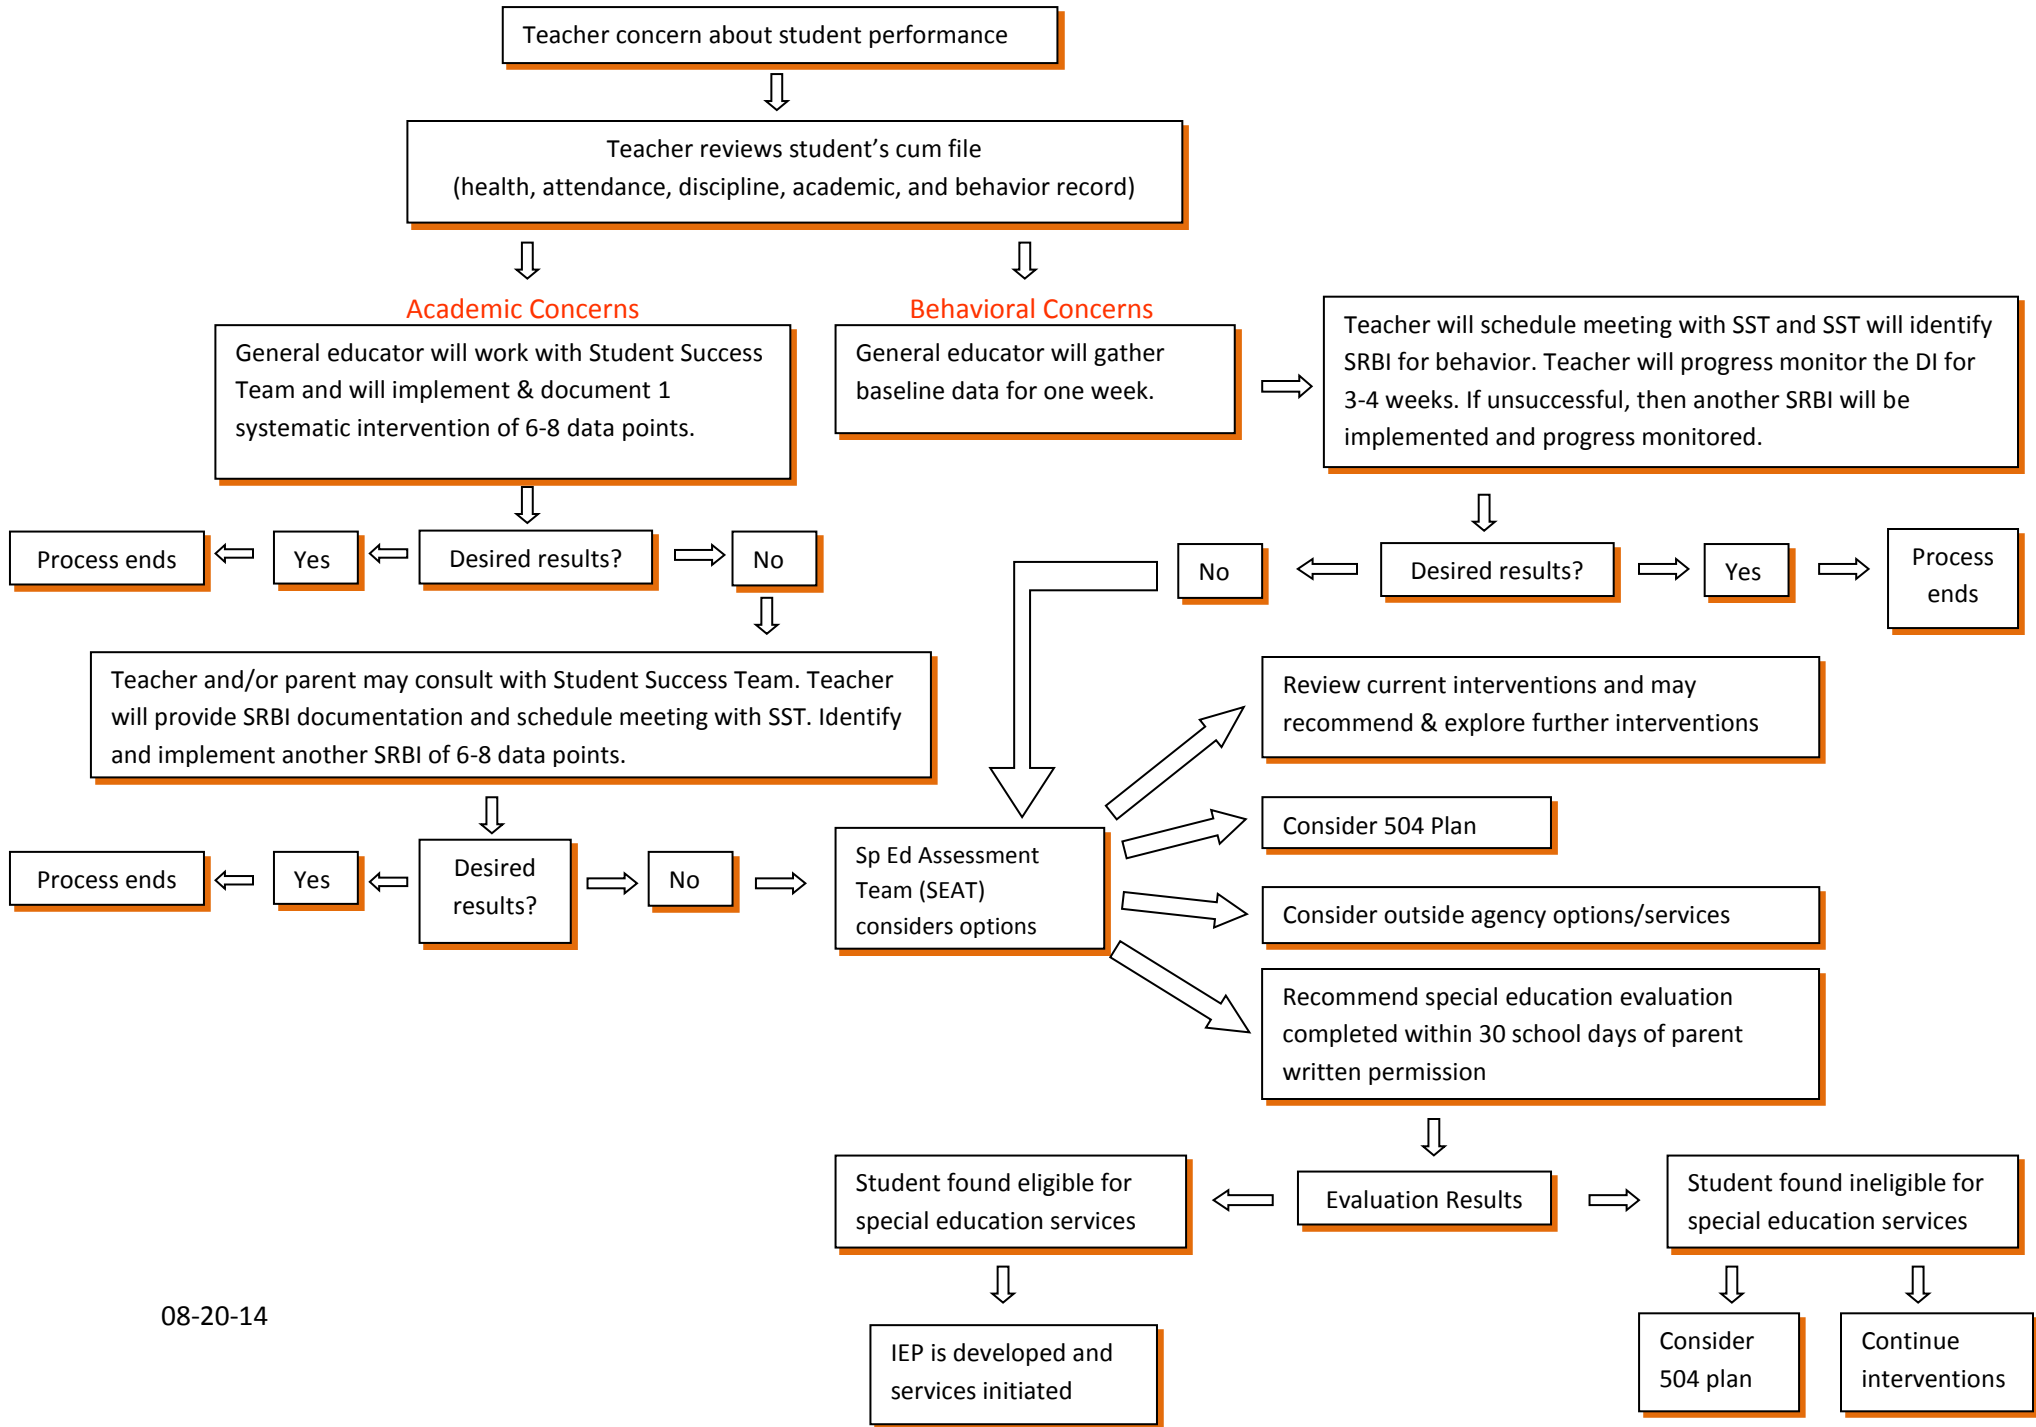 Teacher concern about student performance
Teacher reviews student’s cum file
(health, attendance, discipline, academic, and behavior record)
Academic Concerns
General educator will work with Student Success
Team and will implement & document 1
systematic intervention of 6-8 data points.
Behavioral Concerns
General educator will gather
baseline data for one week.
Teacher will schedule meeting with SST and SST will identify
SRBI for behavior. Teacher will progress monitor the DI for
3-4 weeks. If unsuccessful, then another SRBI will be
implemented and progress monitored.
Process ends
Yes
Desired results?
No
No
Desired results?
Yes
Process
ends
Teacher and/or parent may consult with Student Success Team. Teacher
will provide SRBI documentation and schedule meeting with SST. Identify
and implement another SRBI of 6-8 data points.
Process ends
Yes
Desired
results?
No
Sp Ed Assessment
Team (SEAT)
considers options
Review current interventions and may
recommend & explore further interventions
Consider 504 Plan
Consider outside agency options/services
Recommend special education evaluation
completed within 30 school days of parent
written permission
Student found eligible for
special education services
Evaluation Results
Student found ineligible for
special education services
IEP is developed and
services initiated
Consider
504 plan
Continue
interventions
08-20-14